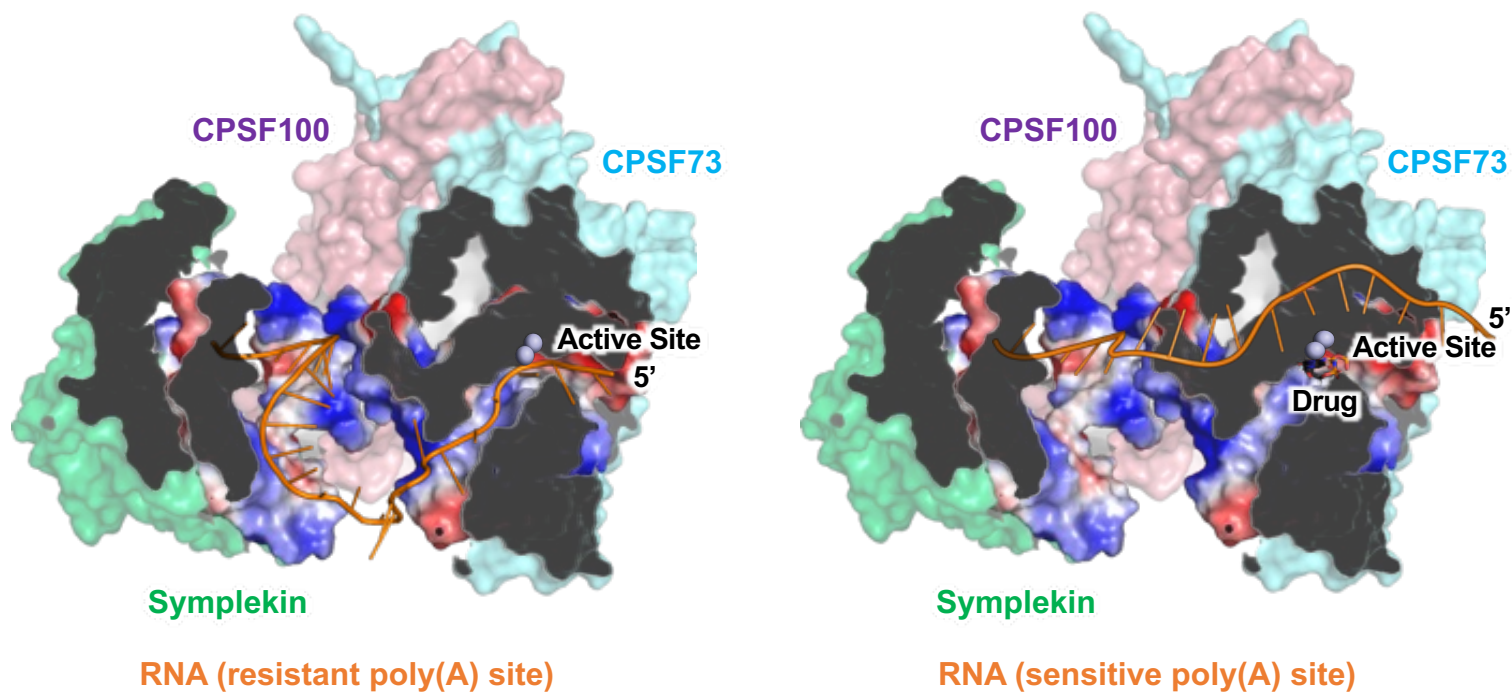 CPSF100
CPSF73
Active Site
5’
Symplekin
RNA (resistant poly(A) site)
CPSF100
CPSF73
5’
Active Site
Drug
Symplekin
RNA (sensitive poly(A) site)